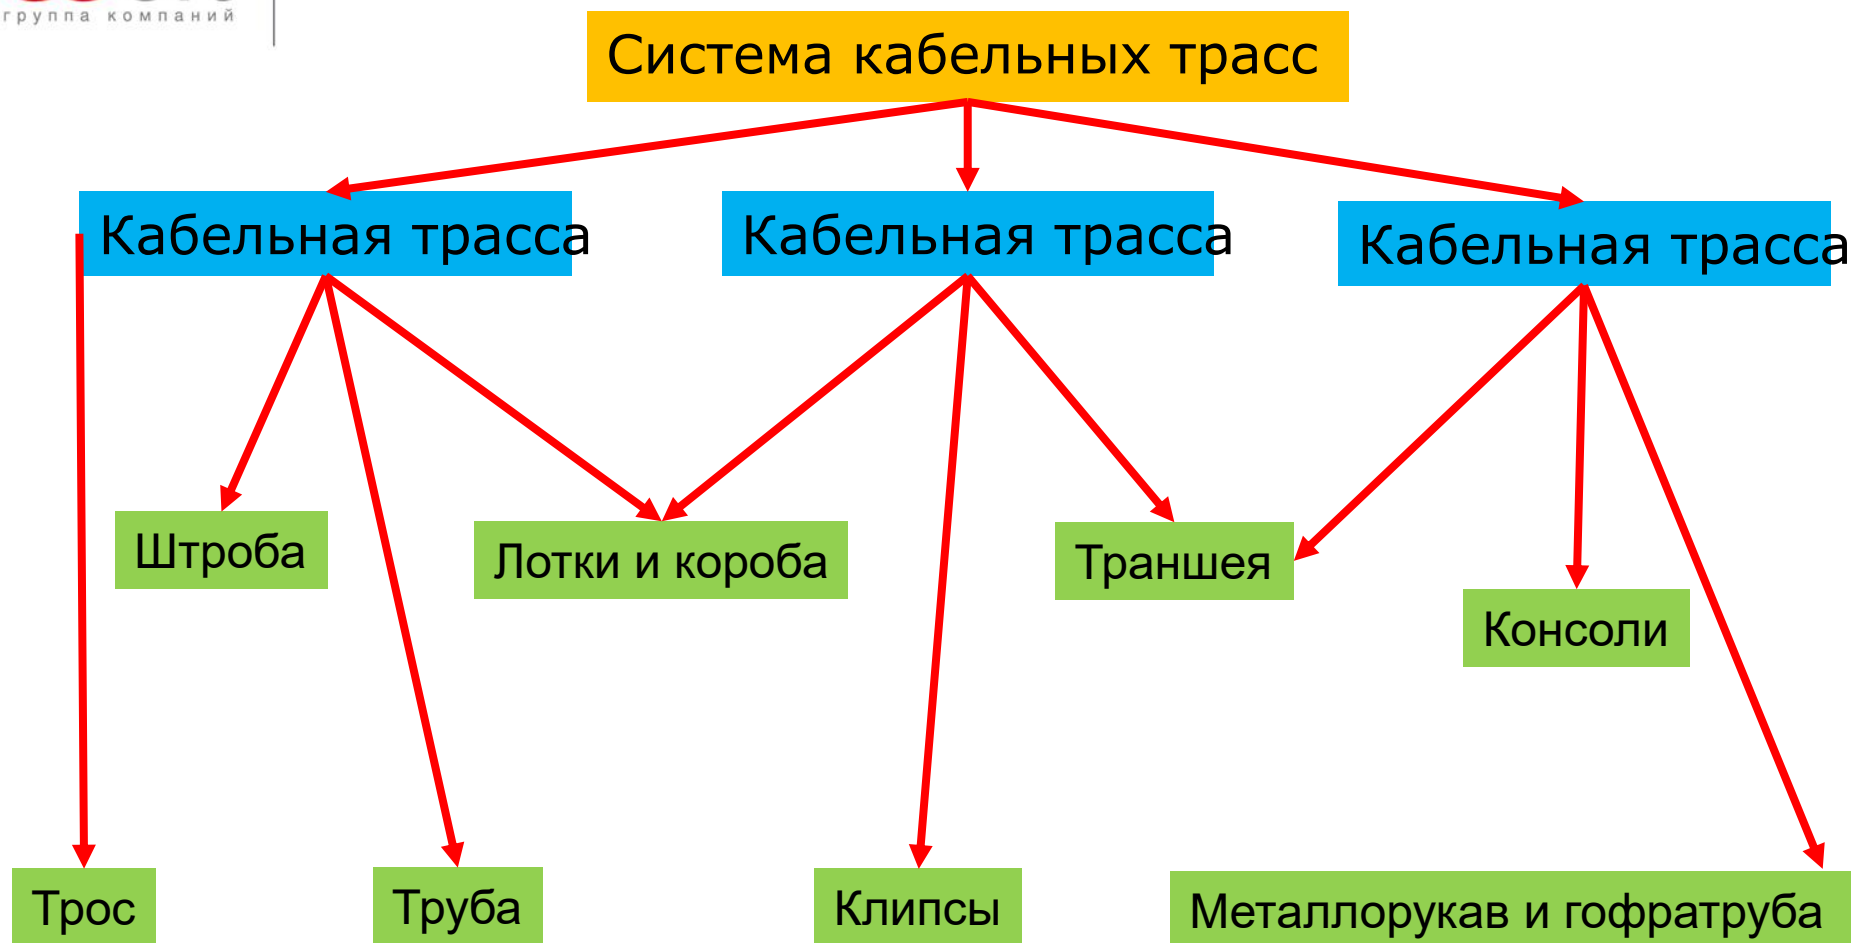 группа компаний
Система кабельных трасс
Кабельная трасса
Кабельная трасса
Кабельная трасса
Штроба
Лотки и короба
Траншея
Консоли
Трос
Труба
Клипсы
Металлорукав и гофратруба